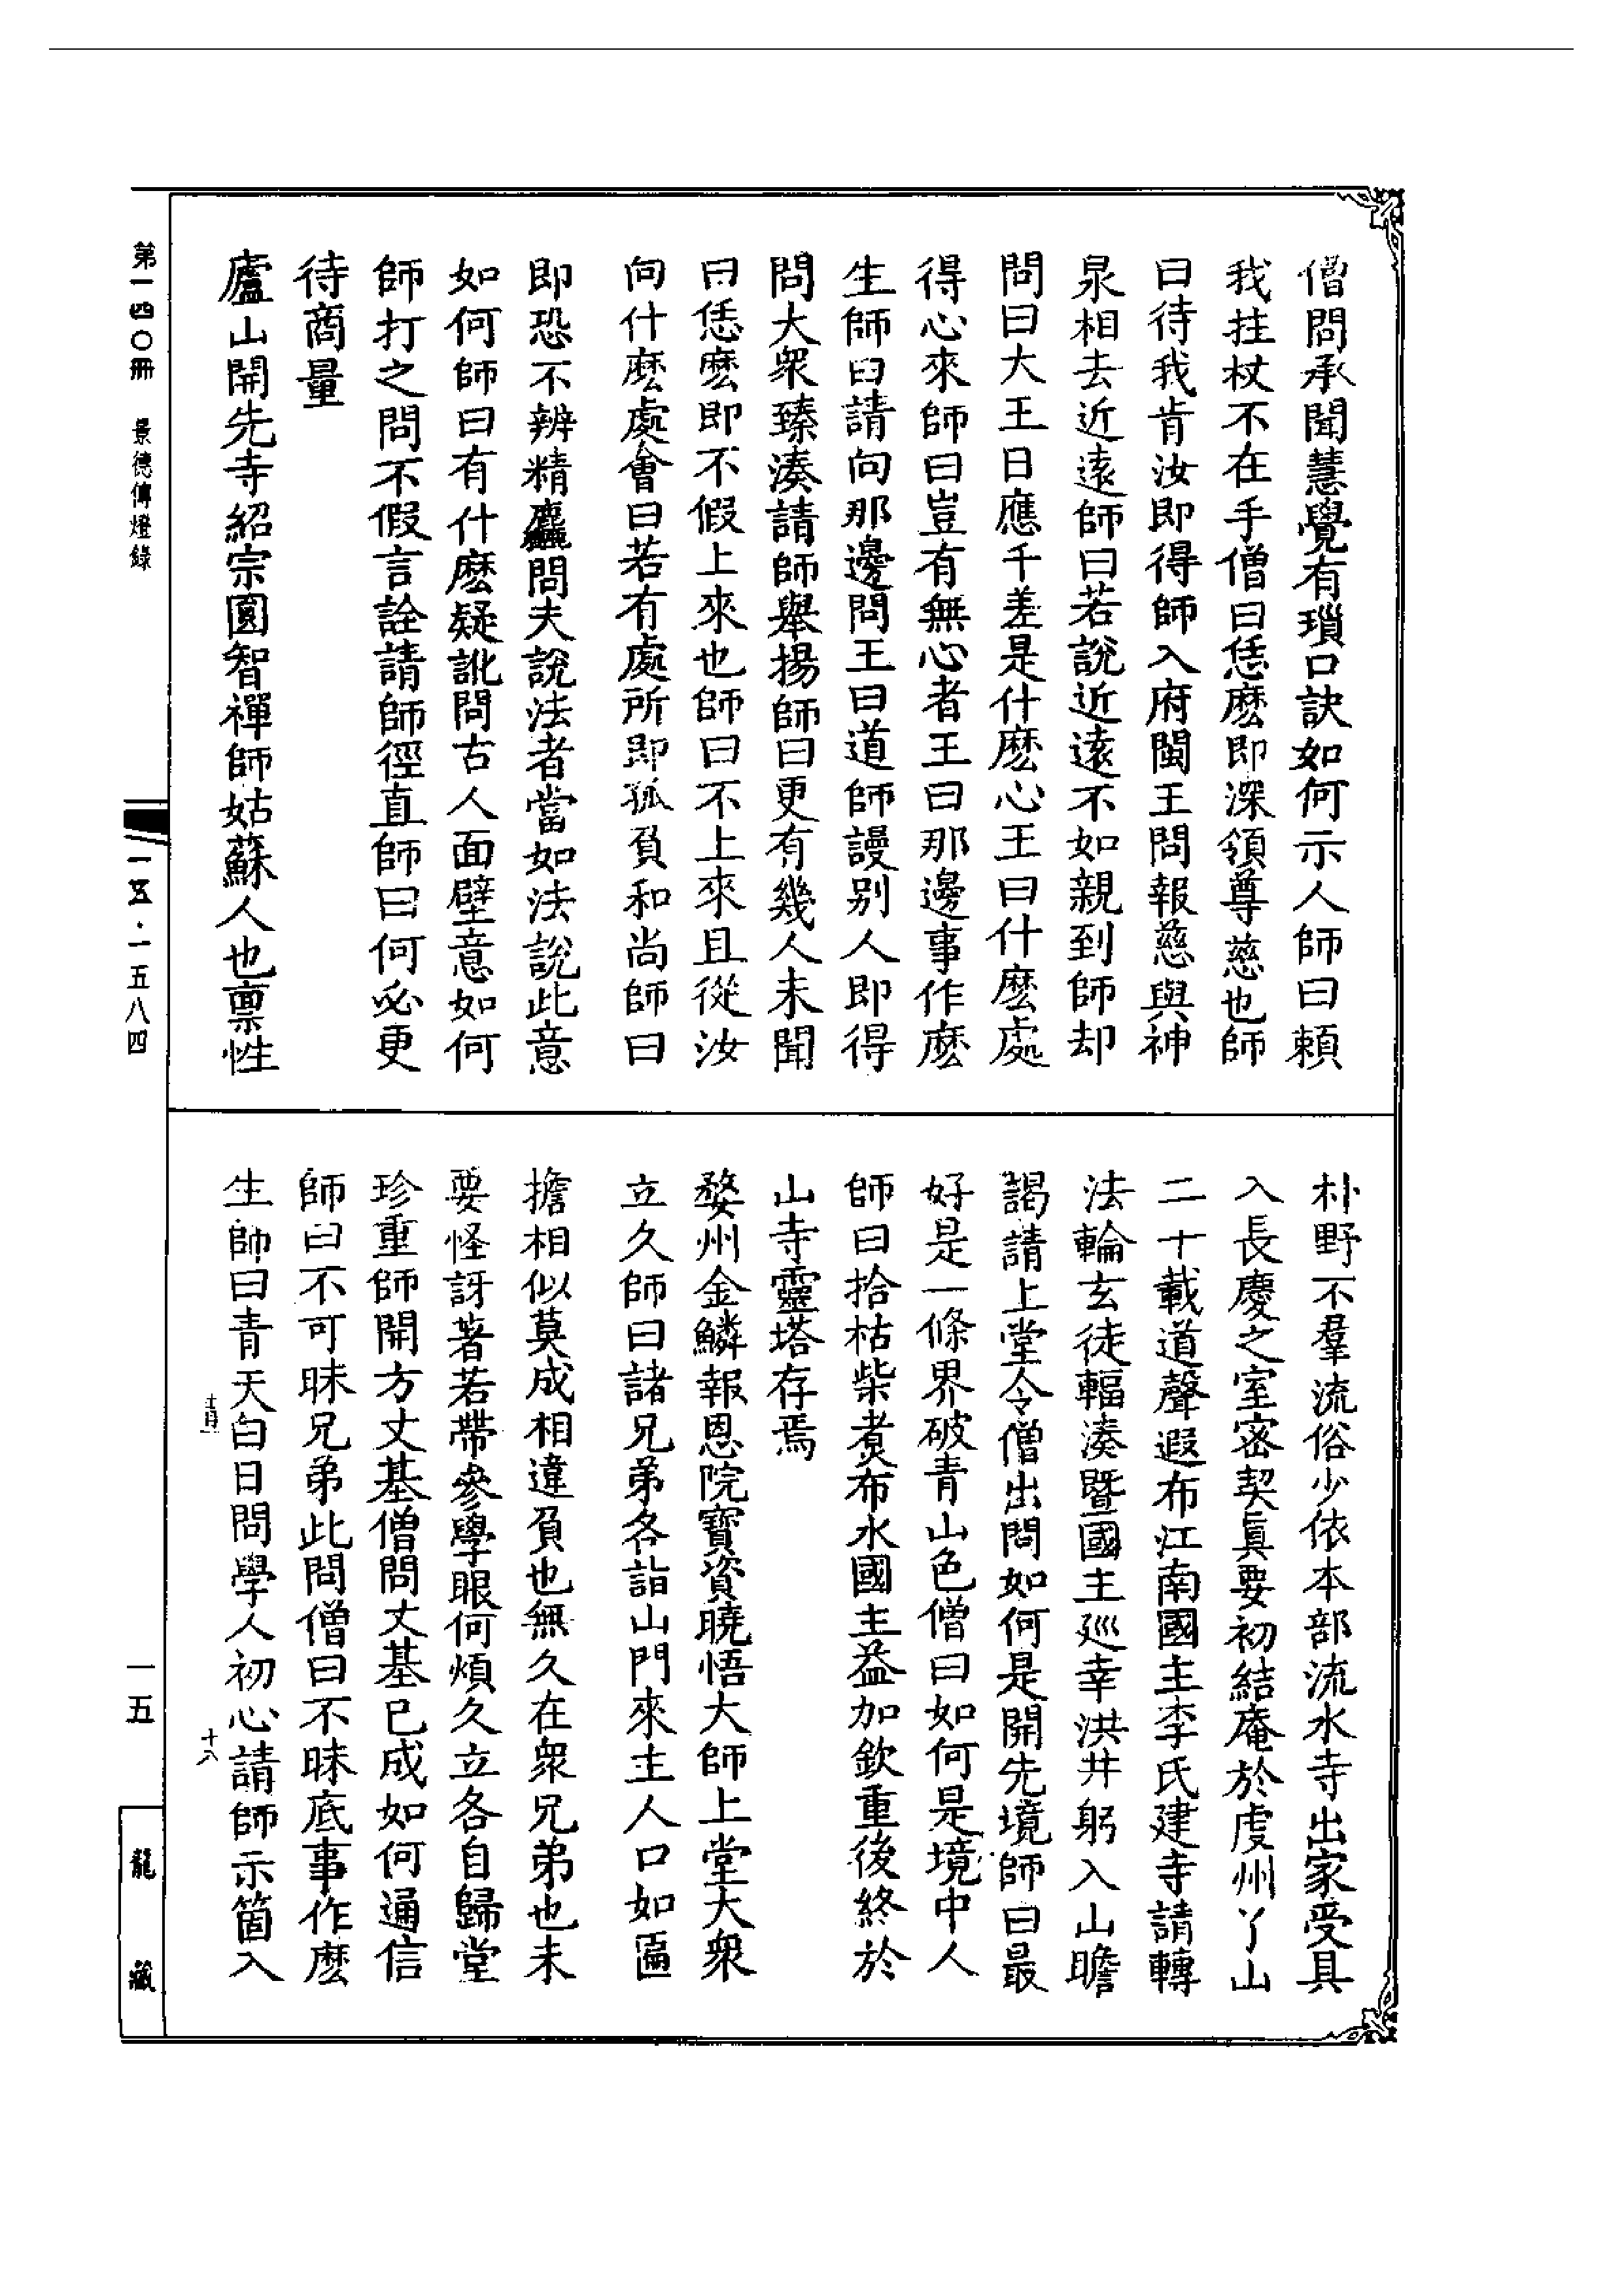 僧問承聞慧覺有瑣口訣如何示人師曰頼
我拄杖不在手僧曰恁麽即深領尊慈也師
曰待我肯汝即得師入府閩王問報慈與神
泉相去近遠師曰若說近遠不如親到師却
問曰大王日應千差是什麽心王曰什麽處
得心來師曰豈有無心者王曰那邊事作麽
生師曰請向那邊問王曰道師謾别人即得
問大衆臻湊請師舉揚師曰更有幾人未聞
曰恁麽即不假上來也師曰不上來且從汝
向什麽處會曰若有處所即孤負和尚師曰
即恐不辨精麤問夫說法者當如法說此意
如何師曰有什麽疑訛問古人面壁意如何
師打之問不假言詮請師徑直師曰何必更
待商量
廬山開先寺紹宗圓智禪師姑蘇人也禀性
朴野不羣流俗少依本部流水寺出家受具
入長慶之室密契眞要初結庵於虔州丫山
二十載道聲遐布江南國主李氏建寺請轉
法輪玄徒輻湊暨國主廵幸洪井躬入山瞻
謁請上堂令僧出問如何是開先境師曰最
好是一條界破青山色僧曰如何是境中人
師曰拾枯柴煑布水國主益加欽重後終於
山寺靈塔存焉
婺州金鱗報恩院寶資曉悟大師上堂大衆
立久師曰諸兄弟各詣山門來主人口如匾
擔相似莫成相違負也無久在衆兄弟也未
要怪訝著若帶參學眼何煩久立各自歸堂
珍重師開方丈基僧問丈基已成如何通信
師曰不可昧兄弟此問僧曰不昧底事作麽
生師曰青天白日問學人初心請師示箇入
第一四〇冊　景德傳燈錄
一五·一五八四
一五
龍藏
十八